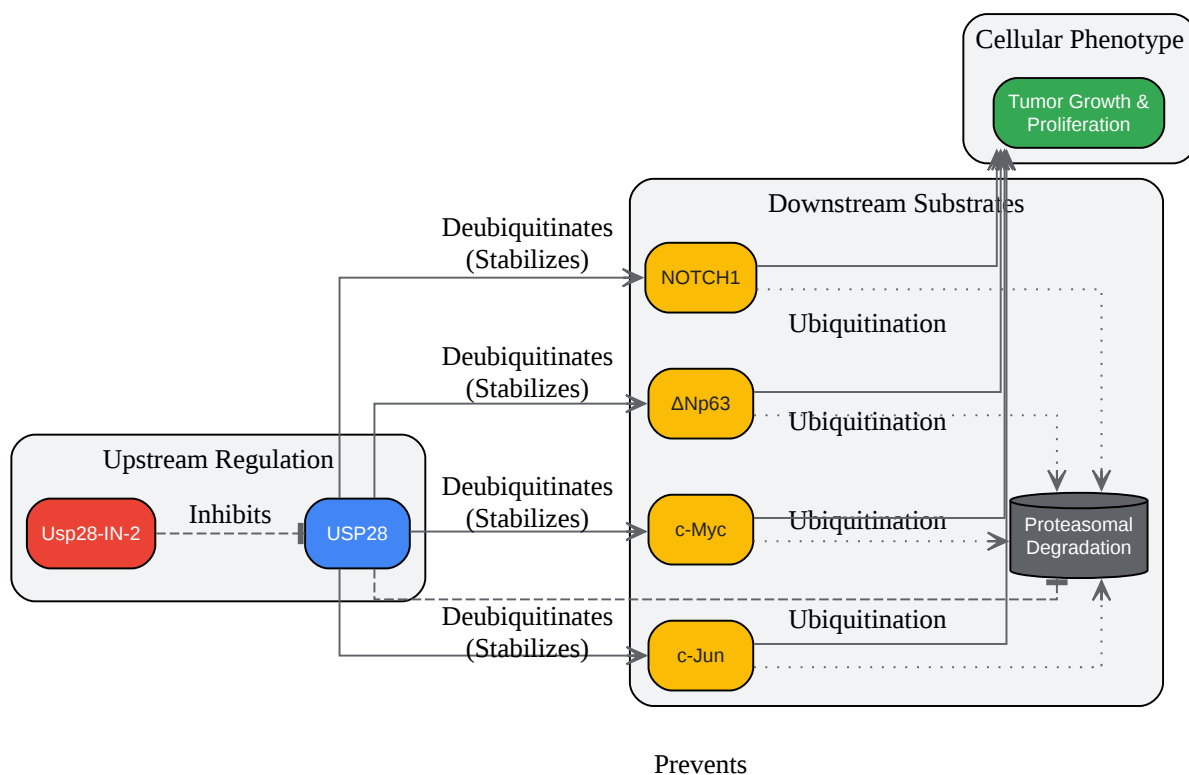 Cellular Phenotype
Tumor Growth &
Proliferation
Downstream Substrates
Deubiquitinates
(Stabilizes)
NOTCH1
Ubiquitination
Deubiquitinates
(Stabilizes)
ΔNp63
Ubiquitination
Upstream Regulation
Usp28-IN-2
Inhibits
USP28
Deubiquitinates
(Stabilizes)
c-Myc
Ubiquitination
Proteasomal
Degradation
Deubiquitinates
(Stabilizes)
c-Jun
Ubiquitination
Prevents